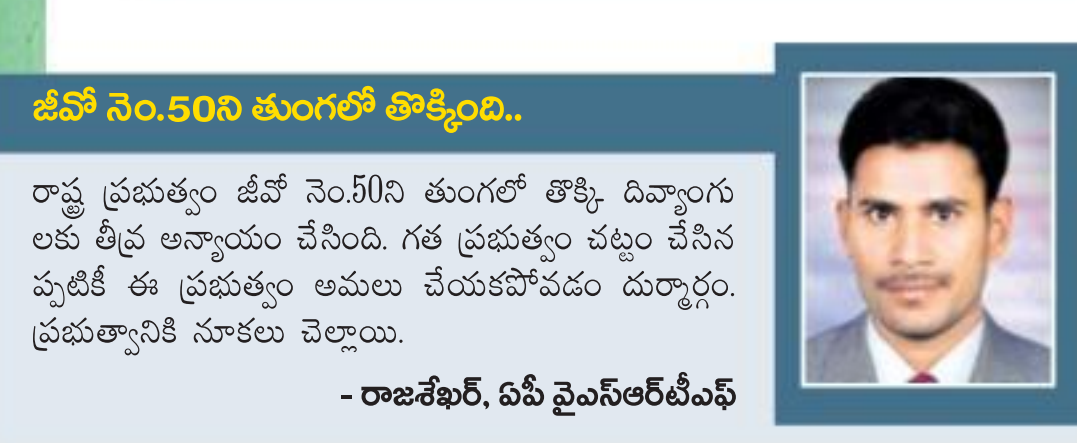 జీవో నెం.50ని తుంగలో తొక్కింది..
రాష్ట్ర ప్రభుత్వం జీవో నెం.50ని తుంగలో తొక్కి దివ్యాంగు
లకు తీవ్ర అన్యాయం చేసింది. గత ప్రభుత్వం చట్టం చేసిన
ప్పటికీ ఈ ప్రభుత్వం అమలు చేయకపోవడం దుర్మార్గం.
ప్రభుత్వానికి నూకలు చెల్లాయి.
- రాజశేఖర్, ఏపీ వైఎస్ఆర్‌టీఎఫ్